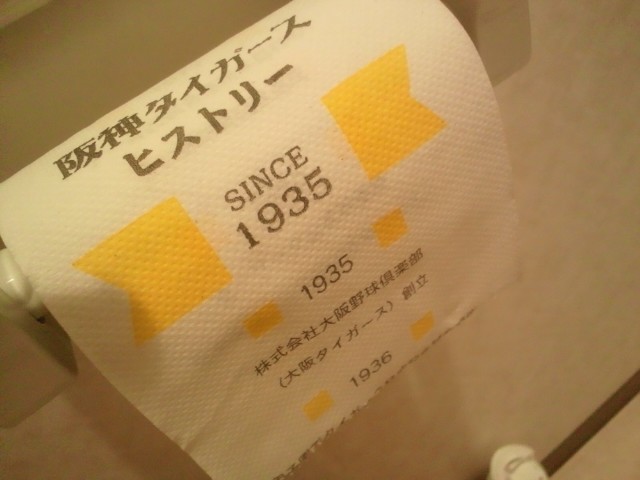 阪神タイガース
ヒストリー
SINCE
1935
1935
株式会社大阪野球倶楽部
(大阪タイガース) 創立
1936